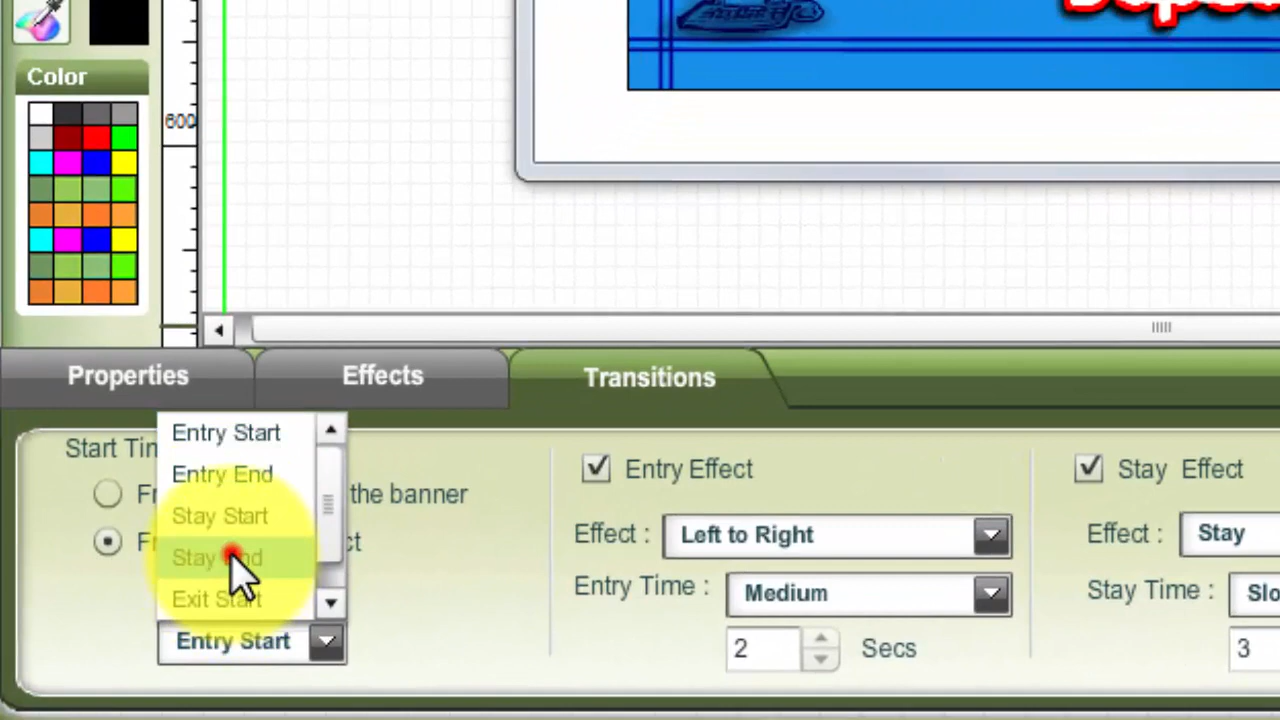 Color
600
Properties
Effects
Transitions
Entry Start
Entry End
Stay Start
Stay End
Exit Start
Entry Start
Start
the banner
Entry Effect
Effect :
Left to Right
Entry Time :
Medium
2
Secs
Stay Effect
Effect :
Stay
Stay Time :
3